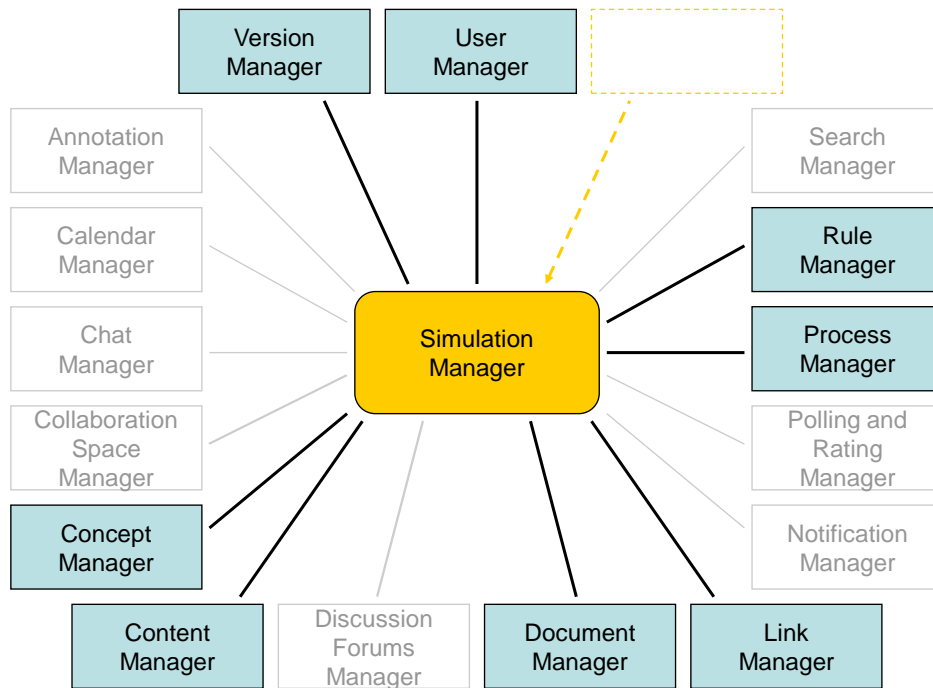 Version
Manager
User
Manager
Annotation
Manager
Search
Manager
Calendar
Manager
Rule
Manager
Chat
Manager
Simulation
Manager
Process
Manager
Collaboration
Space
Manager
Polling and
Rating
Manager
Concept
Manager
Notification
Manager
Content
Manager
Discussion
Forums
Manager
Document
Manager
Link
Manager